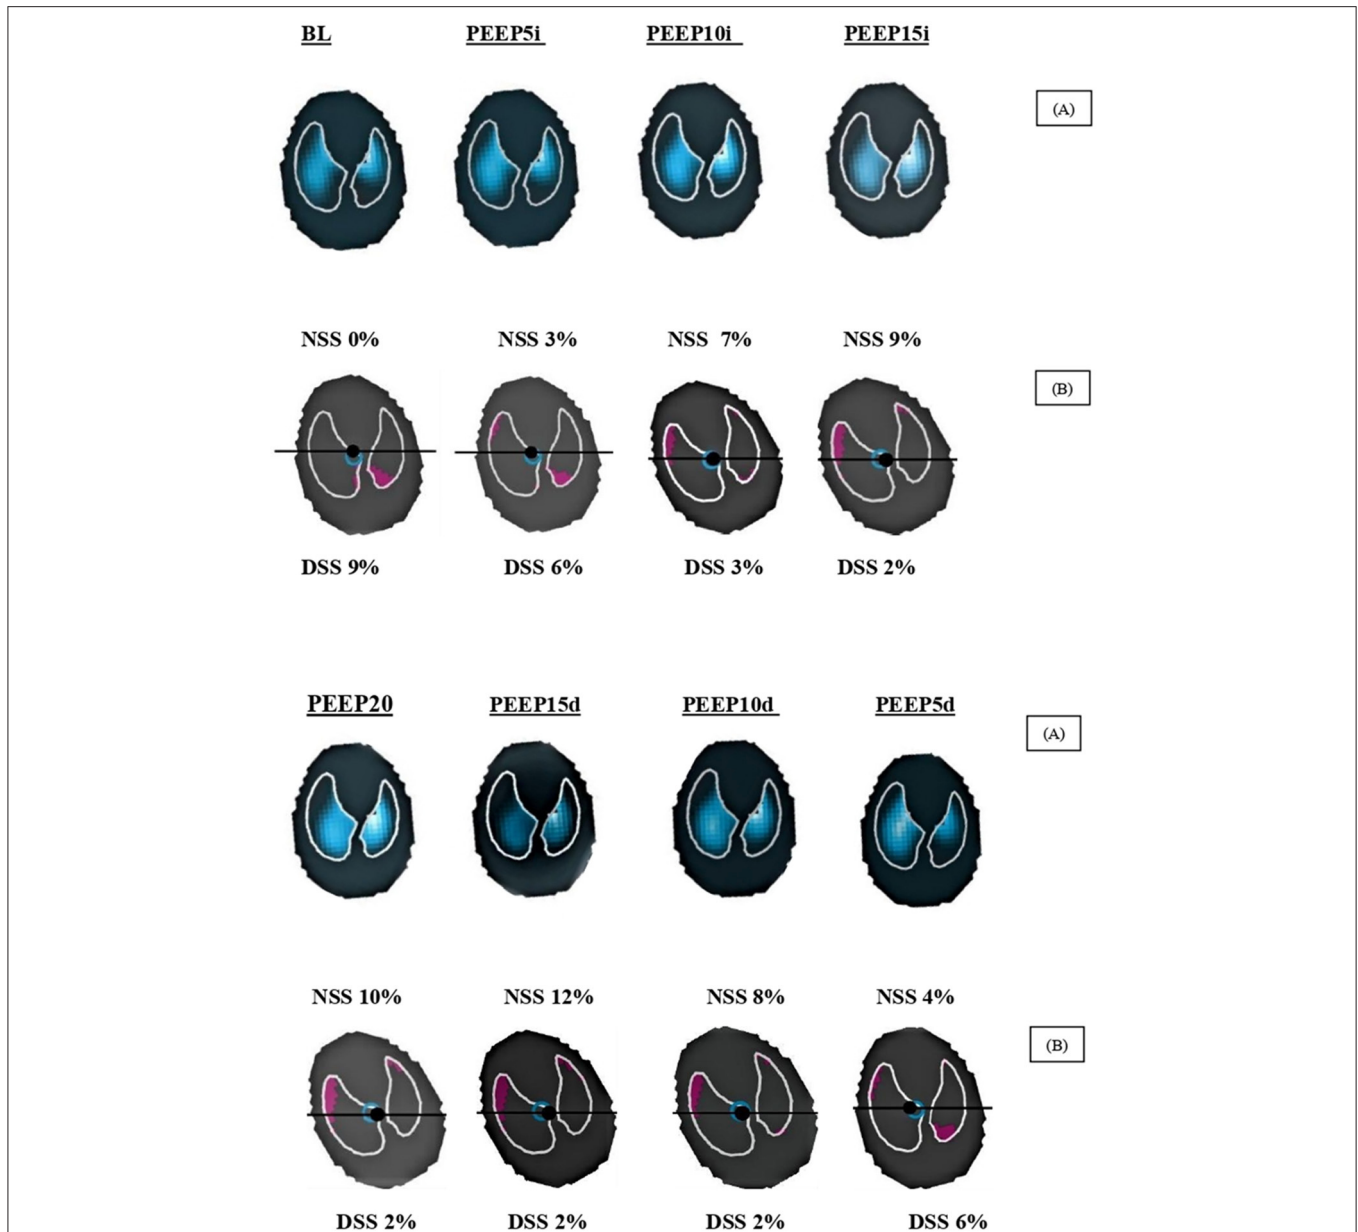 BL PEEP5i PEEP10i PEEP15i
(A)
NSS 0% NSS 3% NSS 7% NSS 9%
(B)
DSS 9% DSS 6% DSS 3% DSS 2%
PEEP20 PEEP15d PEEP10d PEEP5d
(A)
NSS 10% NSS 12% NSS 8% NSS 4%
(B)
DSS 2% DSS 2% DSS 2% DSS 6%